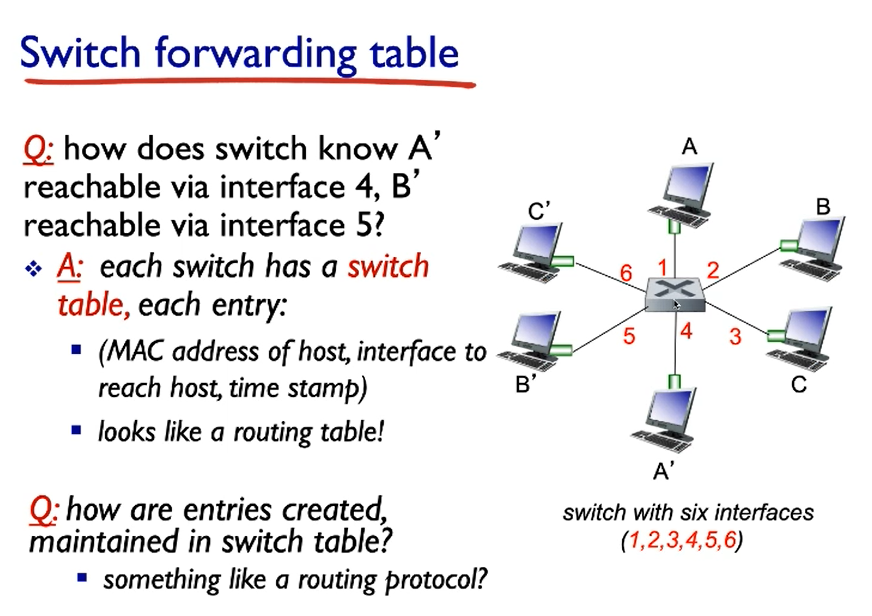 Switch forwarding table
Q: how does switch know A’
reachable via interface 4, B’
reachable via interface 5?
❖ A: each switch has a switch
table, each entry:
▪ (MAC address of host, interface to
reach host, time stamp)
▪ looks like a routing table!
Q: how are entries created,
maintained in switch table?
▪ something like a routing protocol?
A
C’
B
6
1
2
5
4
3
B’
C
A’
switch with six interfaces
(1,2,3,4,5,6)